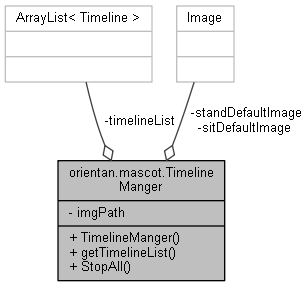 ArrayList< Timeline >
Image
-timelineList
-standDefaultImage
-sitDefaultImage
orientan.mascot.Timeline
Manger
- imgPath
+ TimelineManger()
+ getTimelineList()
+ StopAll()